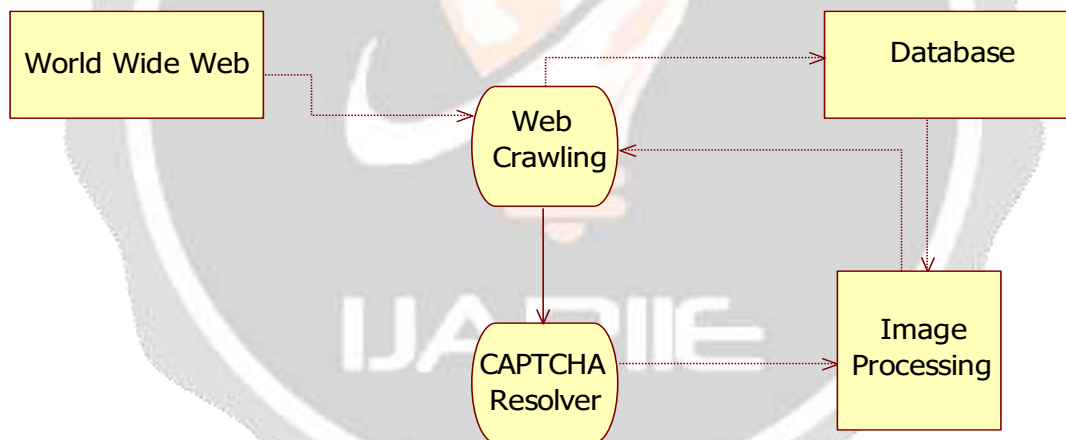 World Wide Web
Database
Web
Crawling
IJARIIE
CAPTCHA
Resolver
Image
Processing